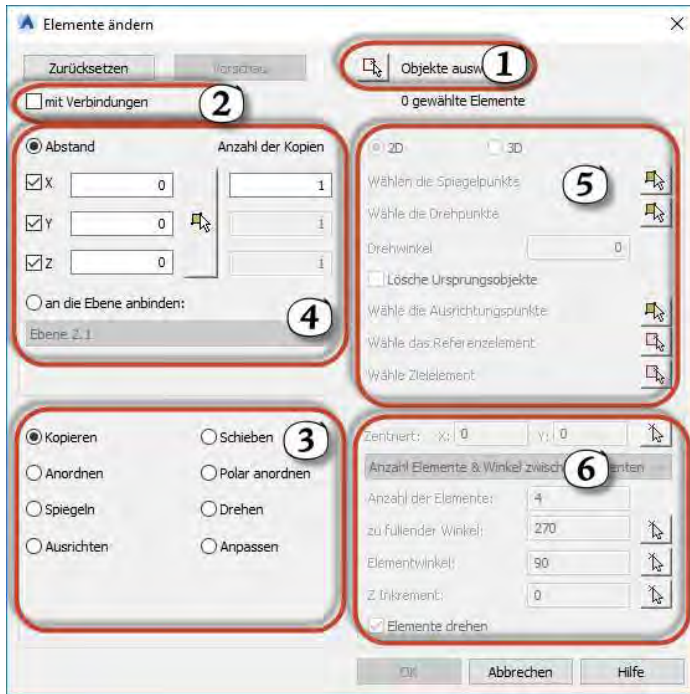 Elemente ändern
Zurücksetzen
Vorschau
Objekte ausw
1
mit Verbindungen
2
0 gewählte Elemente
Abstand
Anzahl der Kopien
X
0
1
Y
0
1
Z
0
1
an die Ebene anbinden:
4
Ebene 2.1
2D
3D
Wählen die Spiegelpunkte
5
Wähle die Drehpunkte
Drehwinkel
0
Lösche Ursprungsobjekte
Wähle die Ausrichtungspunkte
Wähle das Referenzelement
Wähle Zielelement
Kopieren
Schieben
3
Anordnen
Polar anordnen
Spiegeln
Drehen
Ausrichten
Anpassen
Zentriert: X: 0 Y: 0
Anzahl Elemente & Winkel zwisch enten
6
Anzahl der Elemente:
4
zu füllender Winkel:
270
Elementwinkel:
90
Z Inkrement:
0
Elemente drehen
OK
Abbrechen
Hilfe